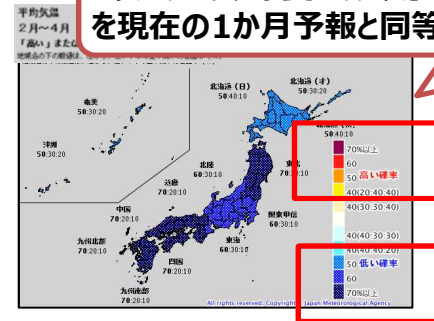 平均気温
を現在の1か月予報と同等
2月～4月
「高い」また
北海道（日）
50:40:10
北海道（オ）
50:30:20
奄美
50:30:20
50:40:10
沖縄
50:30:20
北陸
60:30:10
東北
近畿
70:20:10
中国
70:20:10
関東甲信
60:30:10
東海
60:30:10
九州北部
70:20:10
四国
70:20:10
九州南部
70:20:10
70%以上
60
50 高い確率
40(20:40:40)
40(30:30:40)
40(40:30:30)
40(40:40:20)
50 低い確率
60
70%以上
All rights reserved. Copyright © Japan Meteorological Agency